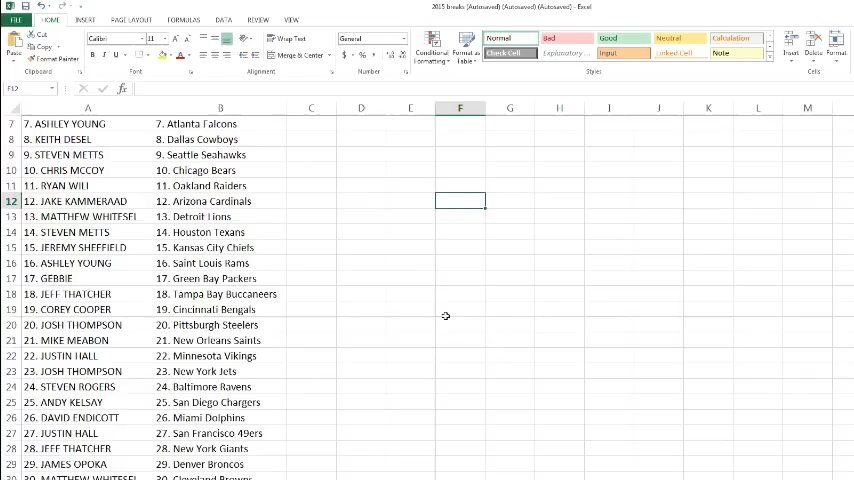 2015 breaks (Autosaved) (Autosaved) (Autosaved) - Excel
FILE HOME INSERT PAGE LAYOUT FORMULAS DATA REVIEW VIEW
Cut
Copy
Format Painter
Paste
Clipboard
Calibri 11
B I U
Font
Wrap Text
Merge & Center
Alignment
General
$ % ,
Number
Conditional Formatting
Format as Table
Normal Bad Good Neutral Calculation
Check Cell Explanatory ... Input Linked Cell Note
Styles
Insert Delete Format
Cells
F12 fx
A B C D E F G H I J K L M
7 7. ASHLEY YOUNG 7. Atlanta Falcons
8 8. KEITH DESEL 8. Dallas Cowboys
9 9. STEVEN METTS 9. Seattle Seahawks
10 10. CHRIS MCCOY 10. Chicago Bears
11 11. RYAN WILI 11. Oakland Raiders
12 12. JAKE KAMMERAAD 12. Arizona Cardinals
13 13. MATTHEW WHITESEL 13. Detroit Lions
14 14. STEVEN METTS 14. Houston Texans
15 15. JEREMY SHEFFIELD 15. Kansas City Chiefs
16 16. ASHLEY YOUNG 16. Saint Louis Rams
17 17. GEBBIE 17. Green Bay Packers
18 18. JEFF THATCHER 18. Tampa Bay Buccaneers
19 19. COREY COOPER 19. Cincinnati Bengals
20 20. JOSH THOMPSON 20. Pittsburgh Steelers
21 21. MIKE MEABON 21. New Orleans Saints
22 22. JUSTIN HALL 22. Minnesota Vikings
23 23. JOSH THOMPSON 23. New York Jets
24 24. STEVEN ROGERS 24. Baltimore Ravens
25 25. ANDY KELSAY 25. San Diego Chargers
26 26. DAVID ENDICOTT 26. Miami Dolphins
27 27. JUSTIN HALL 27. San Francisco 49ers
28 28. JEFF THATCHER 28. New York Giants
29 29. JAMES OPOKA 29. Denver Broncos
30 30. MATTHEW WHITESEL 30. Cleveland Browns